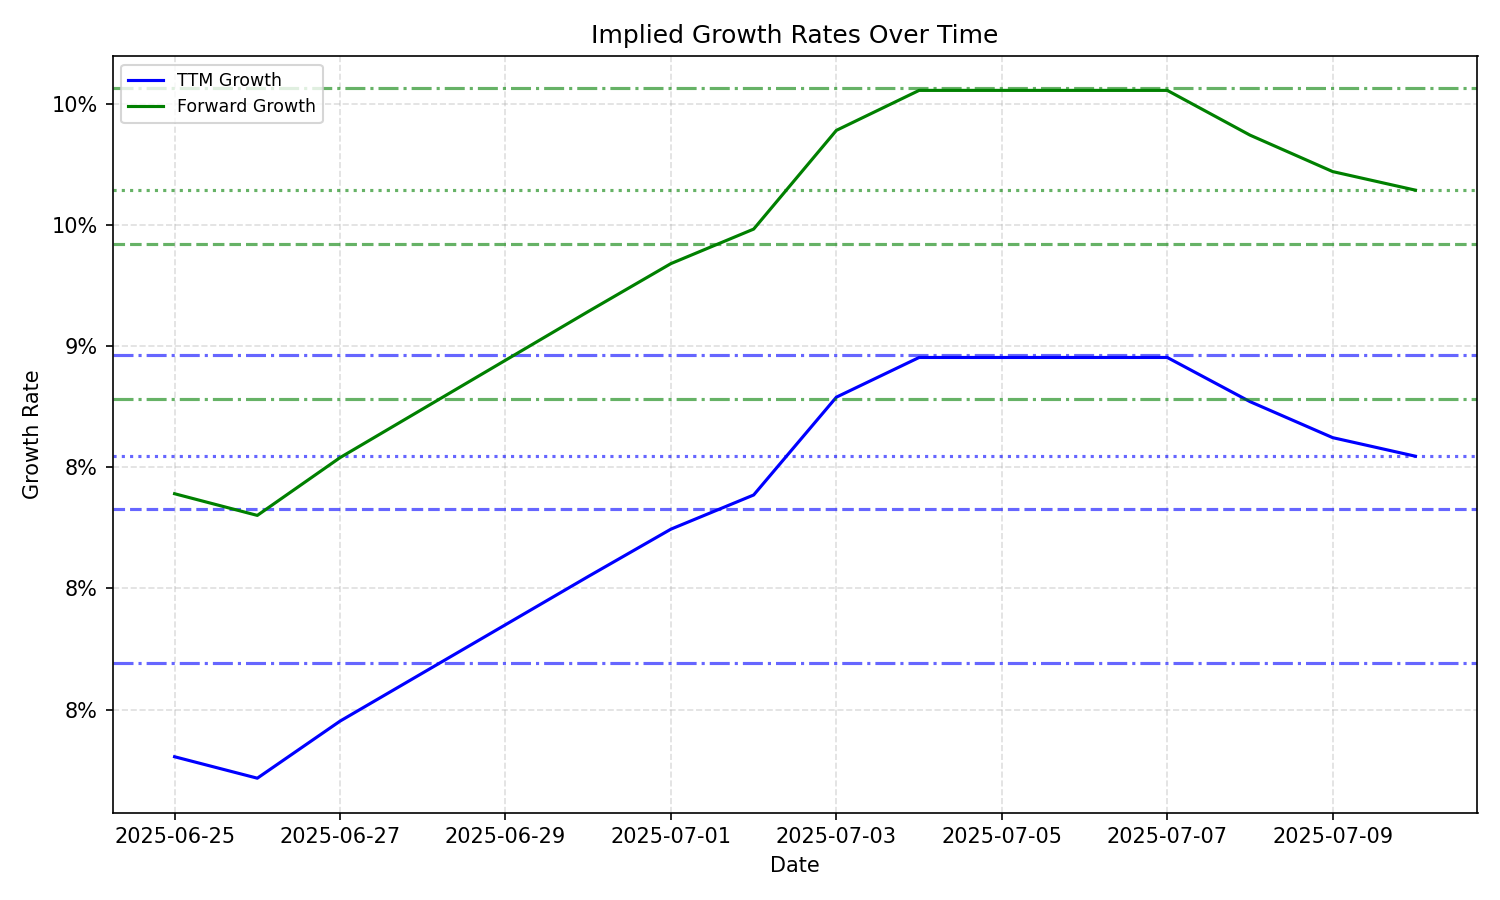 Implied Growth Rates Over Time
TTM Growth
Forward Growth
10%
10%
9%
8%
8%
8%
Growth Rate
2025-06-25 2025-06-27 2025-06-29 2025-07-01 2025-07-03 2025-07-05 2025-07-07 2025-07-09
Date